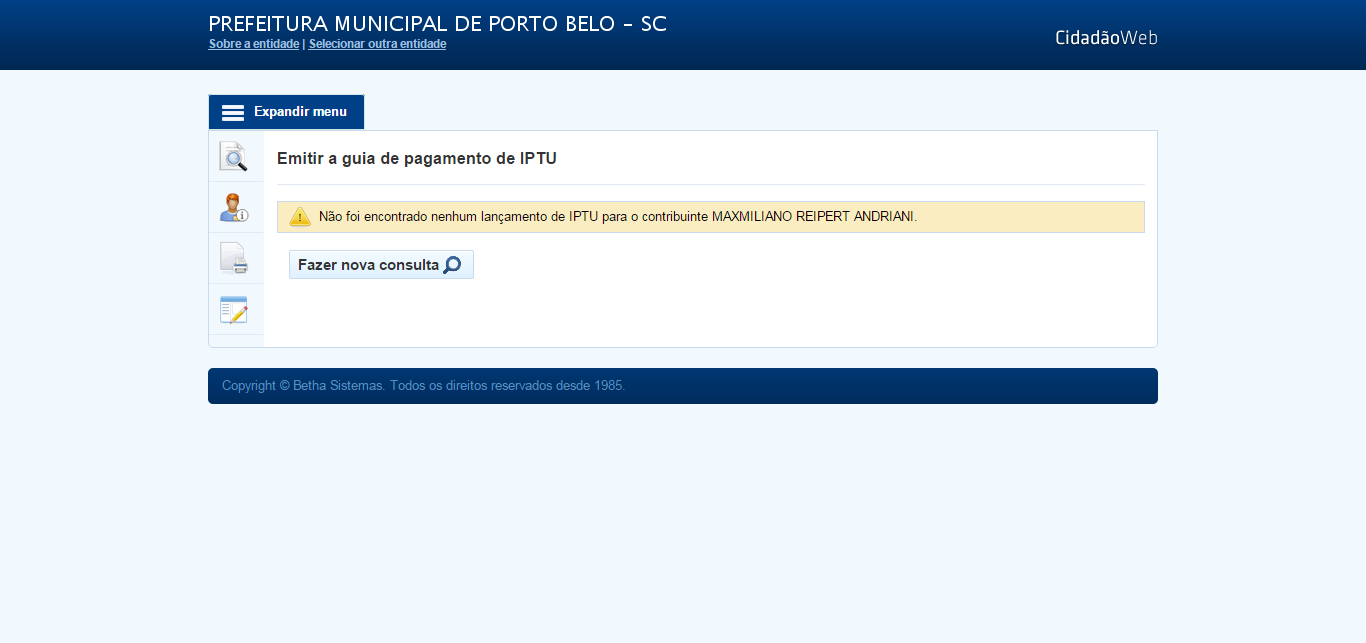 PREFEITURA MUNICIPAL DE PORTO BELO - SC
Sobre a entidade | Selecionar outra entidade
CidadãoWeb
Expandir menu
Emitir a guia de pagamento de IPTU
Não foi encontrado nenhum lançamento de IPTU para o contribuinte MAXMILIANO REIPERT ANDRIANI.
Fazer nova consulta
Copyright © Betha Sistemas. Todos os direitos reservados desde 1985.